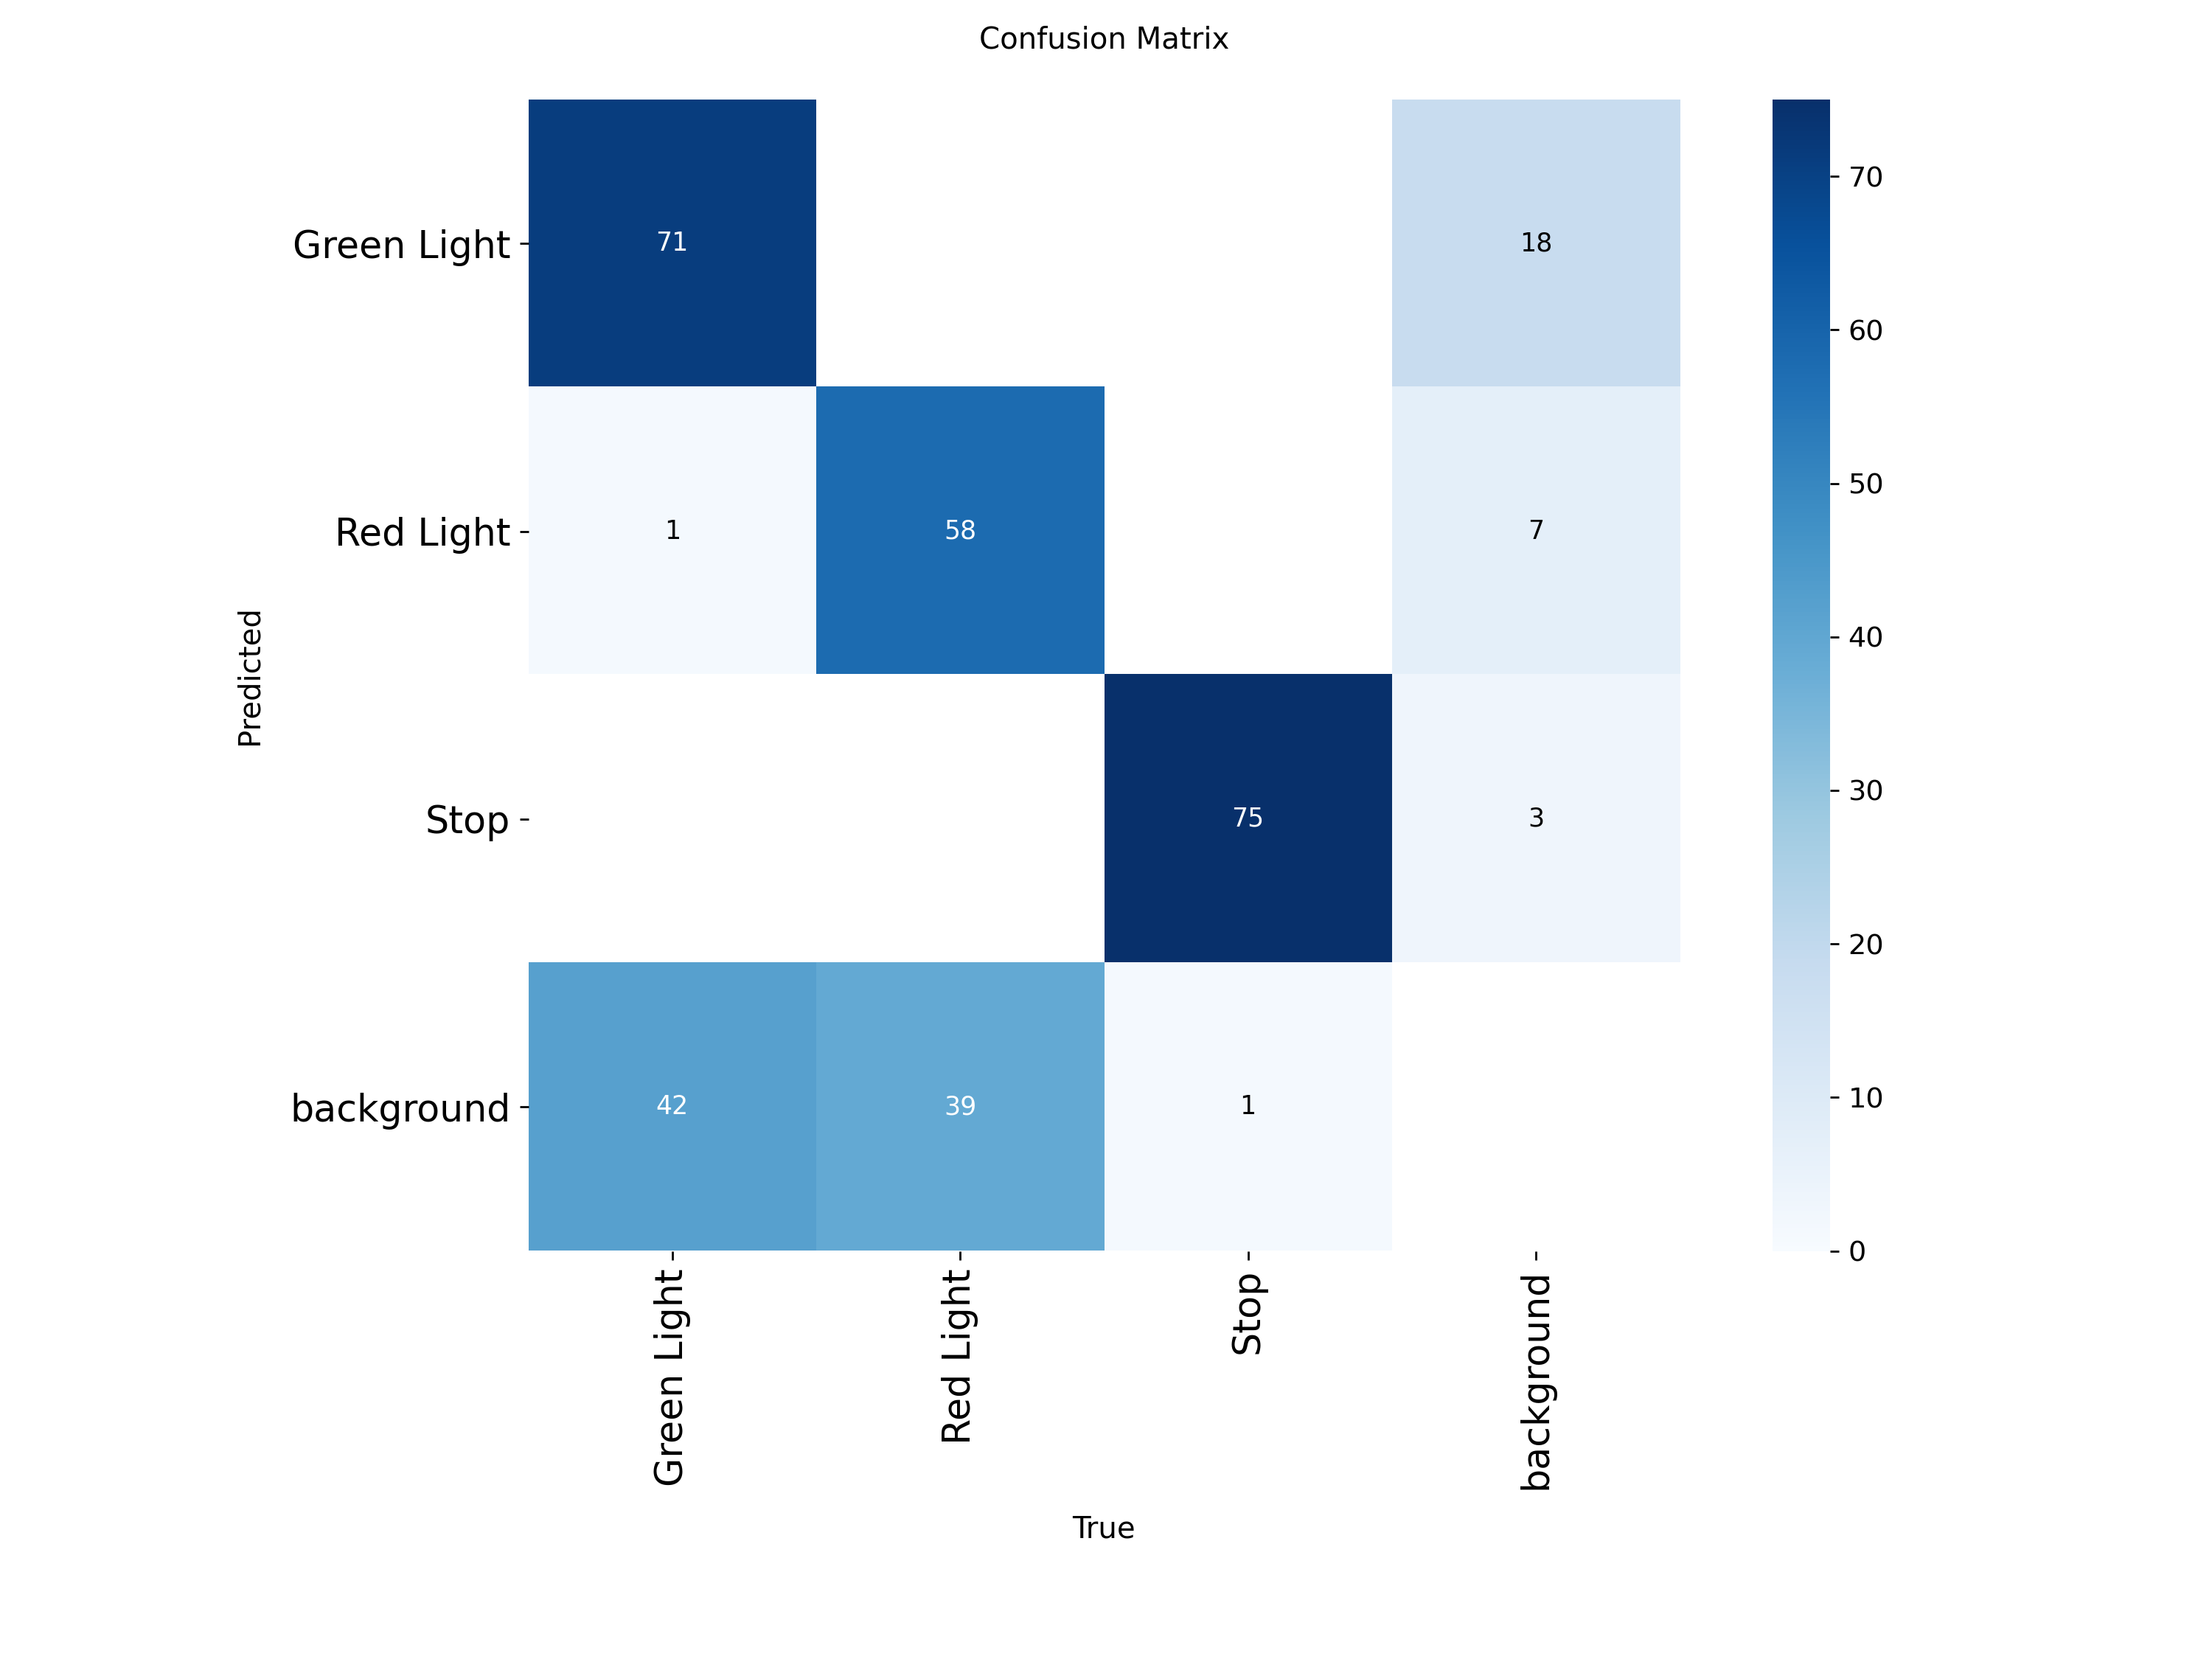 Confusion Matrix
Green Light
71
18
70
60
Red Light
1
58
7
50
40
Predicted
Stop
75
3
30
20
background
42
39
1
10
0
Green Light
Red Light
Stop
background
True